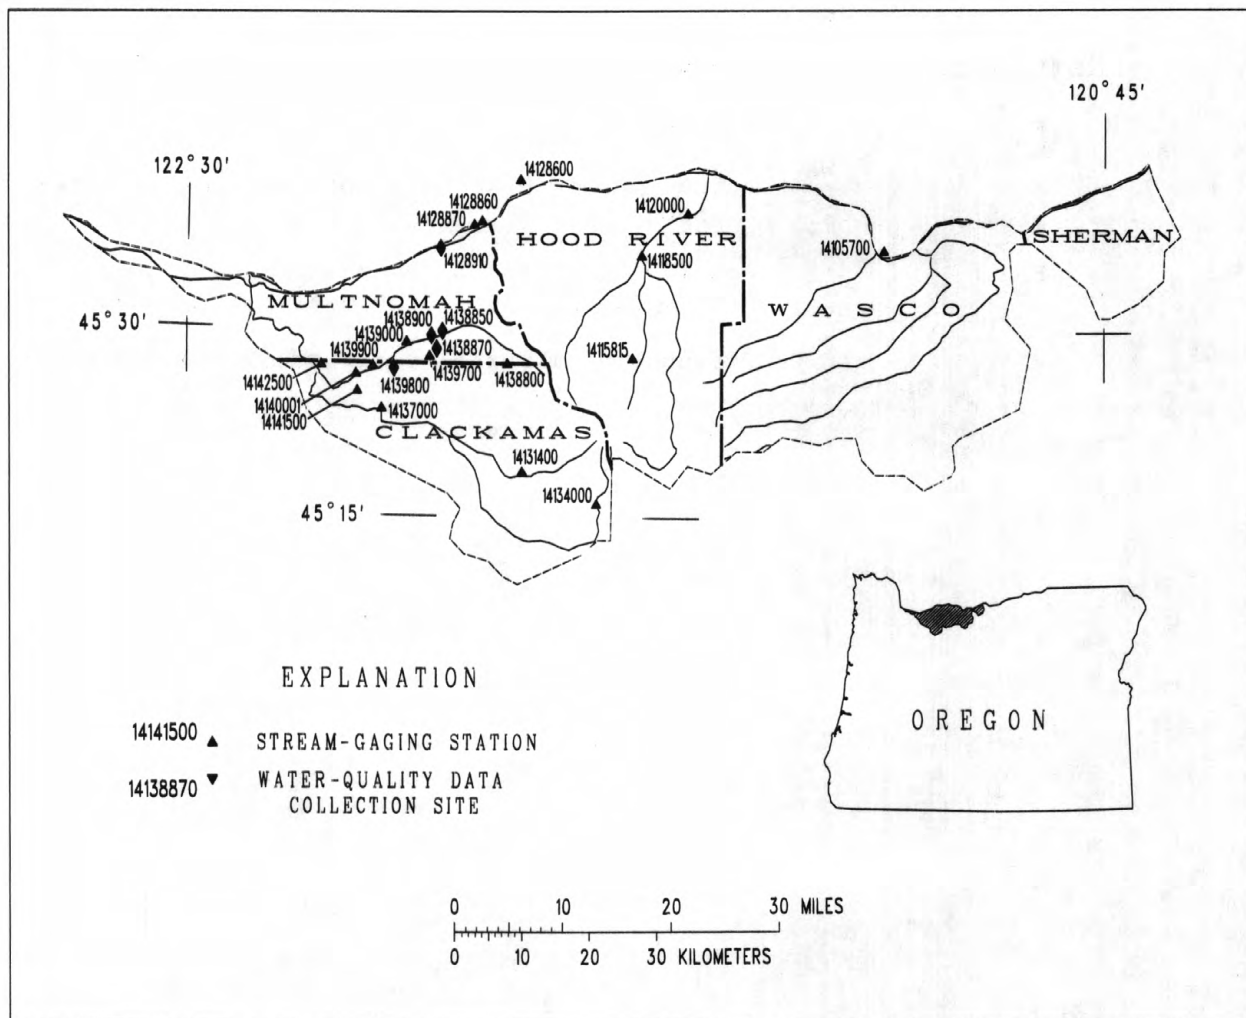 120° 45'
122° 30'
14128600
14128860
14128870
14120000
HOOD RIVER
14128910
14118500
14105700
SHERMAN
MULTNOMAH
WASCO
45° 30'
14138900
14138850
14139000
14138870
14139900
14139700
14115815
14142500
14139800
14138800
14140001
14141500
14137000
CLACKAMAS
14131400
14134000
45° 15'
EXPLANATION
14141500 ▲ STREAM-GAGING STATION
14138870 ▼ WATER-QUALITY DATA
COLLECTION SITE
OREGON
0 10 20 30 MILES
0 10 20 30 KILOMETERS